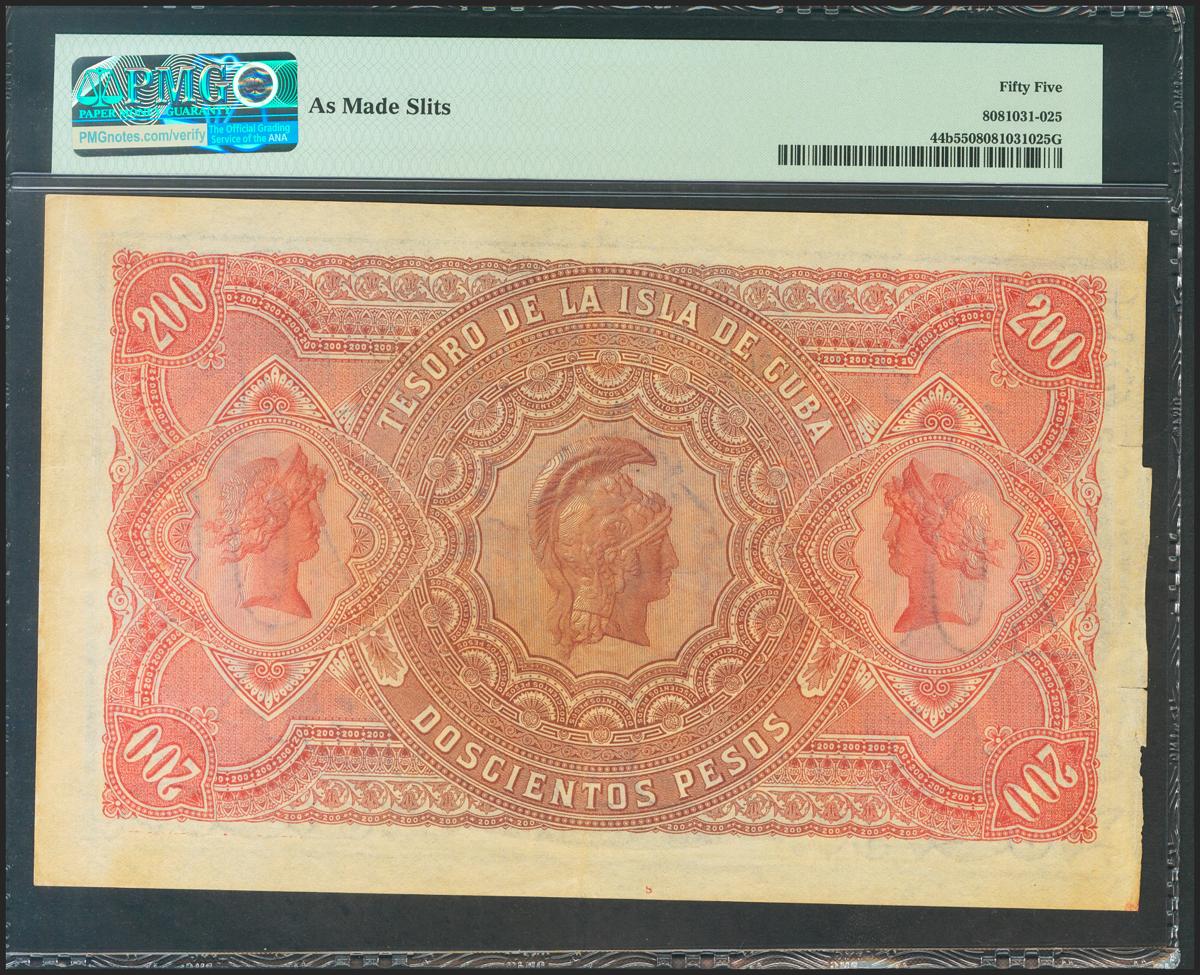 PMG
PAPER MONEY GUARANTY
PMGnotes.com/verify
The Official Grading
Service of the ANA
As Made Slits
Fifty Five
8081031-025
44b5508081031025G
200
200
TESORO DE LA ISLA DE CUBA
DOSCIENTOS PESOS
200
200
S